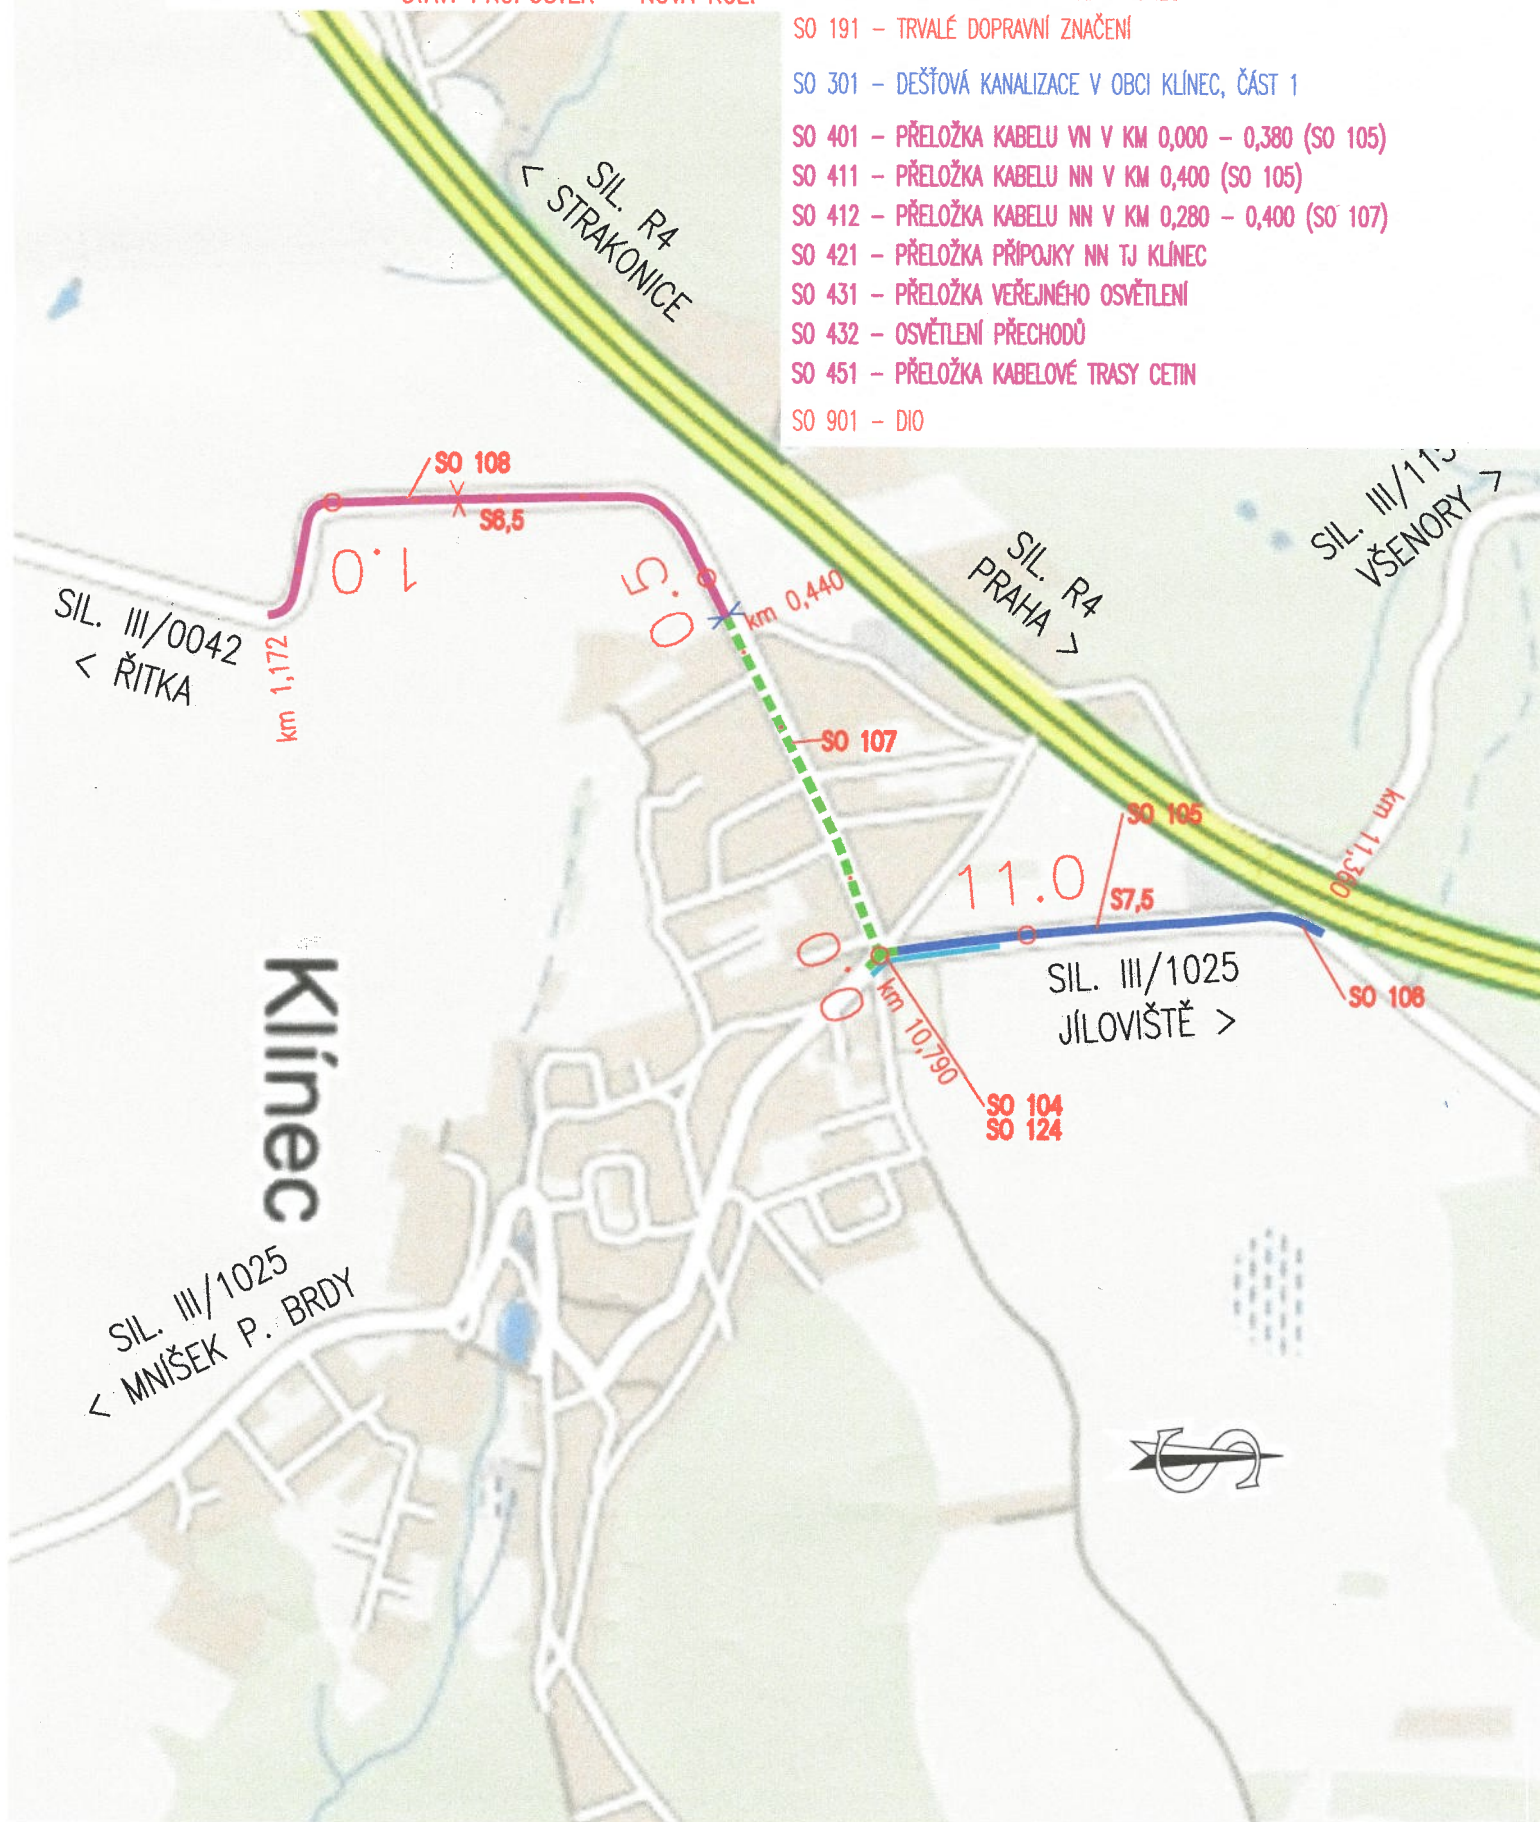 SO 191 – TRVALÉ DOPRAVNÍ ZNAČENÍ
SO 301 – DEŠŤOVÁ KANALIZACE V OBCI KLÍNEC, ČÁST 1
SO 401 – PŘELOŽKA KABELU VN V KM 0,000 – 0,380 (SO 105)
SO 411 – PŘELOŽKA KABELU NN V KM 0,400 (SO 105)
SO 412 – PŘELOŽKA KABELU NN V KM 0,280 – 0,400 (SO 107)
SO 421 – PŘELOŽKA PŘÍPOJKY NN TJ KLÍNEC
SO 431 – PŘELOŽKA VEŘEJNÉHO OSVĚTLENÍ
SO 432 – OSVĚTLENÍ PŘECHODŮ
SO 451 – PŘELOŽKA KABELOVÉ TRASY CETIN
SO 901 – DIO
SIL. R4
< STRAKONICE
SO 108
S6,5
1.0
0.5
km 0,440
SIL. III/0042
< ŘITKA
km 1,172
SIL. R4
PRAHA >
SIL. III/115
VŠENORY >
SO 107
SO 105
km 11,360
11.0
S7,5
0.0
SIL. III/1025
JÍLOVIŠTĚ >
SO 106
km 10,790
SO 104
SO 124
Klínec
SIL. III/1025
< MNÍŠEK P. BRDY
S